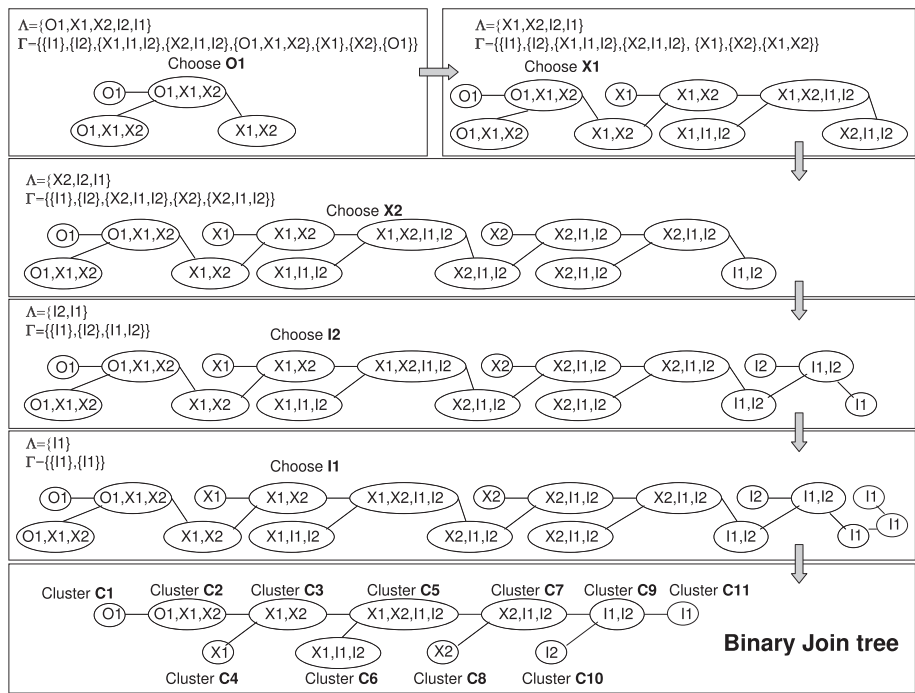 Λ={O1,X1,X2,I2,I1}
Γ={{I1},{I2},{X1,I1,I2},{X2,I1,I2},{O1,X1,X2},{X1},{X2},{O1}}
Choose O1
O1 O1,X1,X2
O1,X1,X2 X1,X2
Λ={X1,X2,I2,I1}
Γ={{I1},{I2},{X1,I1,I2},{X2,I1,I2}, {X1},{X2},{X1,X2}}
Choose X1
O1 O1,X1,X2 X1 X1,X2 X1,X2,I1,I2
O1,X1,X2 X1,X2 X1,I1,I2 X2,I1,I2
Λ={X2,I2,I1}
Γ={{I1},{I2},{X2,I1,I2},{X2},{X2,I1,I2}}
Choose X2
O1 O1,X1,X2 X1 X1,X2 X1,X2,I1,I2 X2 X2,I1,I2 X2,I1,I2
O1,X1,X2 X1,X2 X1,I1,I2 X2,I1,I2 X2,I1,I2 I1,I2
Λ={I2,I1}
Γ={{I1},{I2},{I1,I2}}
Choose I2
O1 O1,X1,X2 X1 X1,X2 X1,X2,I1,I2 X2 X2,I1,I2 X2,I1,I2 I2 I1,I2
O1,X1,X2 X1,X2 X1,I1,I2 X2,I1,I2 X2,I1,I2 I1,I2 I1
Λ={I1}
Γ={{I1},{I1}}
Choose I1
O1 O1,X1,X2 X1 X1,X2 X1,X2,I1,I2 X2 X2,I1,I2 X2,I1,I2 I2 I1,I2 I1
O1,X1,X2 X1,X2 X1,I1,I2 X2,I1,I2 X2,I1,I2 I1,I2 I1 I1
Cluster C1 Cluster C2 Cluster C3 Cluster C5 Cluster C7 Cluster C9 Cluster C11
O1 O1,X1,X2 X1,X2 X1,X2,I1,I2 X2,I1,I2 I1,I2 I1
X1 X1,I1,I2 X2 I2
Cluster C4 Cluster C6 Cluster C8 Cluster C10
Binary Join tree